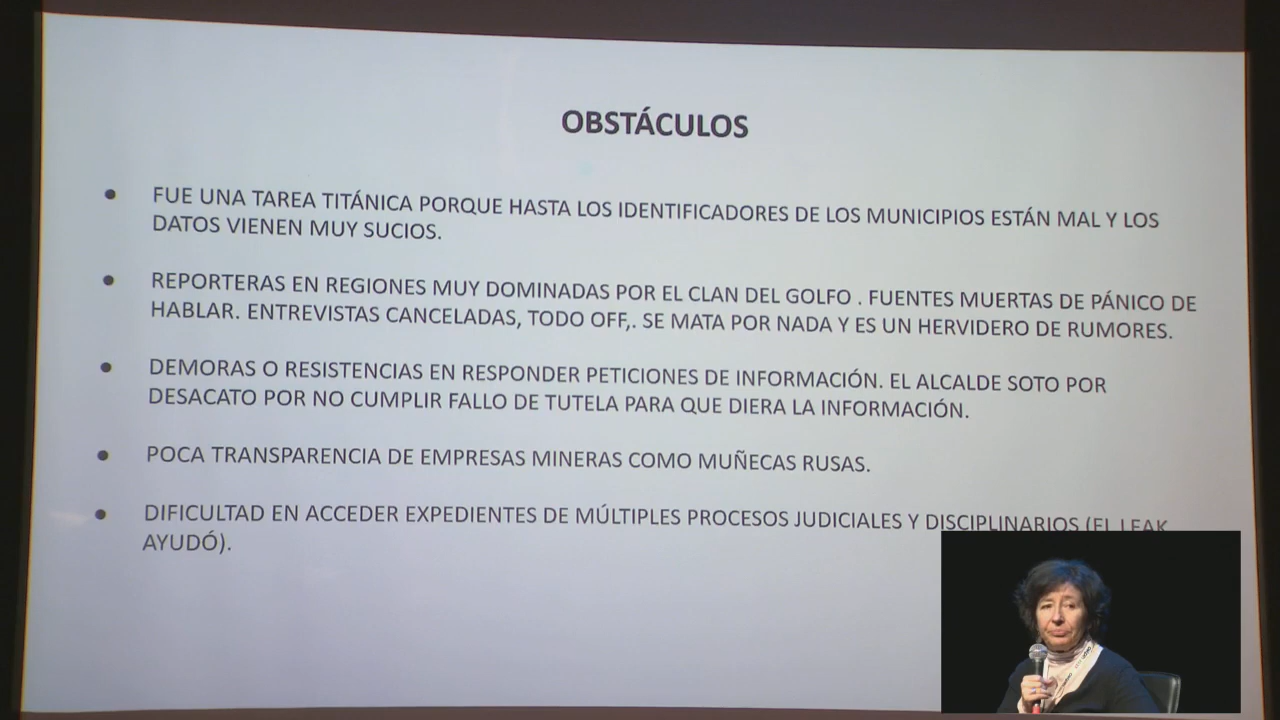 OBSTÁCULOS
● FUE UNA TAREA TITÁNICA PORQUE HASTA LOS IDENTIFICADORES DE LOS MUNICIPIOS ESTÁN MAL Y LOS
DATOS VIENEN MUY SUCIOS.
● REPORTERAS EN REGIONES MUY DOMINADAS POR EL CLAN DEL GOLFO . FUENTES MUERTAS DE PÁNICO DE
HABLAR. ENTREVISTAS CANCELADAS, TODO OFF,. SE MATA POR NADA Y ES UN HERVIDERO DE RUMORES.
● DEMORAS O RESISTENCIAS EN RESPONDER PETICIONES DE INFORMACIÓN. EL ALCALDE SOTO POR
DESACATO POR NO CUMPLIR FALLO DE TUTELA PARA QUE DIERA LA INFORMACIÓN.
● POCA TRANSPARENCIA DE EMPRESAS MINERAS COMO MUÑECAS RUSAS.
● DIFICULTAD EN ACCEDER EXPEDIENTES DE MÚLTIPLES PROCESOS JUDICIALES Y DISCIPLINARIOS (EL LEAK
AYUDÓ).